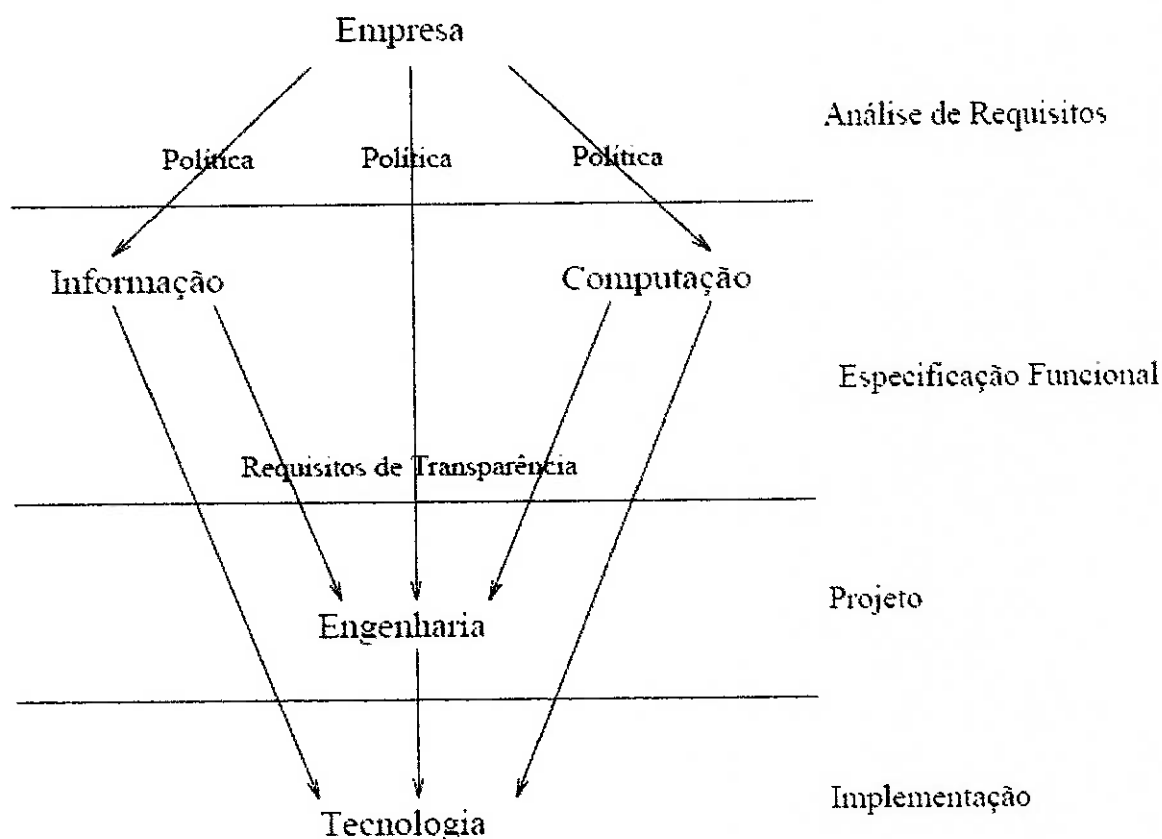 Empresa
Análise de Requisitos
Política Política Política
Informação Computação
Especificação Funcional
Requisitos de Transparência
Projeto
Engenharia
Implementação
Tecnologia